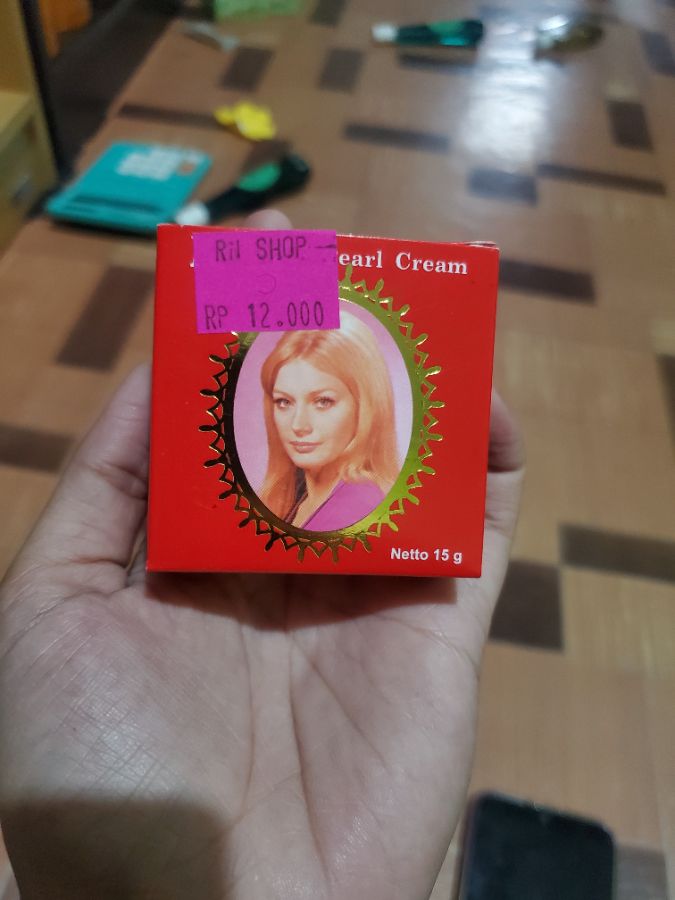 Ril SHOP
RP 12.000
earl Cream
Netto 15 g